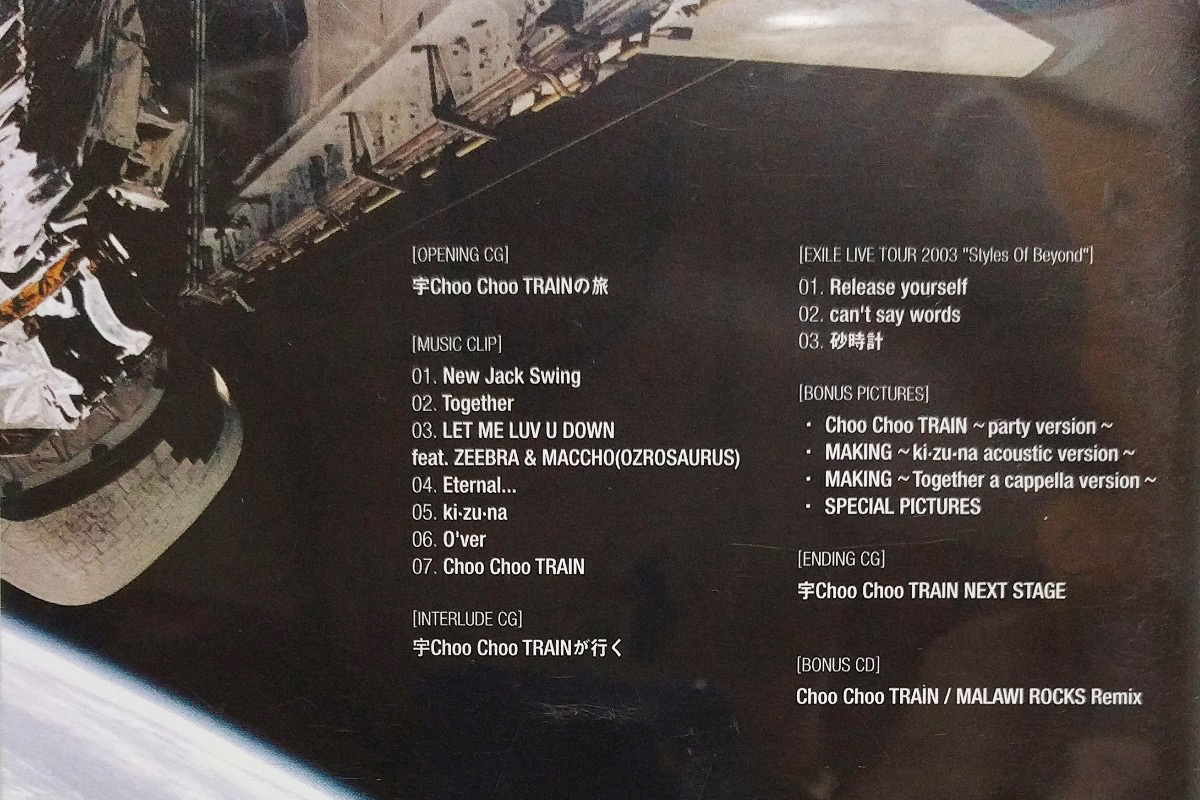 [OPENING CG]
宇Choo Choo TRAINの旅
[MUSIC CLIP]
01. New Jack Swing
02. Together
03. LET ME LUV U DOWN
feat. ZEEBRA & MACCHO(OZROSAURUS)
04. Eternal...
05. ki•zu•na
06. O'ver
07. Choo Choo TRAIN
[INTERLUDE CG]
宇Choo Choo TRAINが行く
[EXILE LIVE TOUR 2003 "Styles Of Beyond"]
01. Release yourself
02. can't say words
03. 砂時計
[BONUS PICTURES]
・ Choo Choo TRAIN ~party version~
・ MAKING ~ki•zu•na acoustic version~
・ MAKING ~Together a cappella version~
・ SPECIAL PICTURES
[ENDING CG]
宇Choo Choo TRAIN NEXT STAGE
[BONUS CD]
Choo Choo TRAIN / MALAWI ROCKS Remix